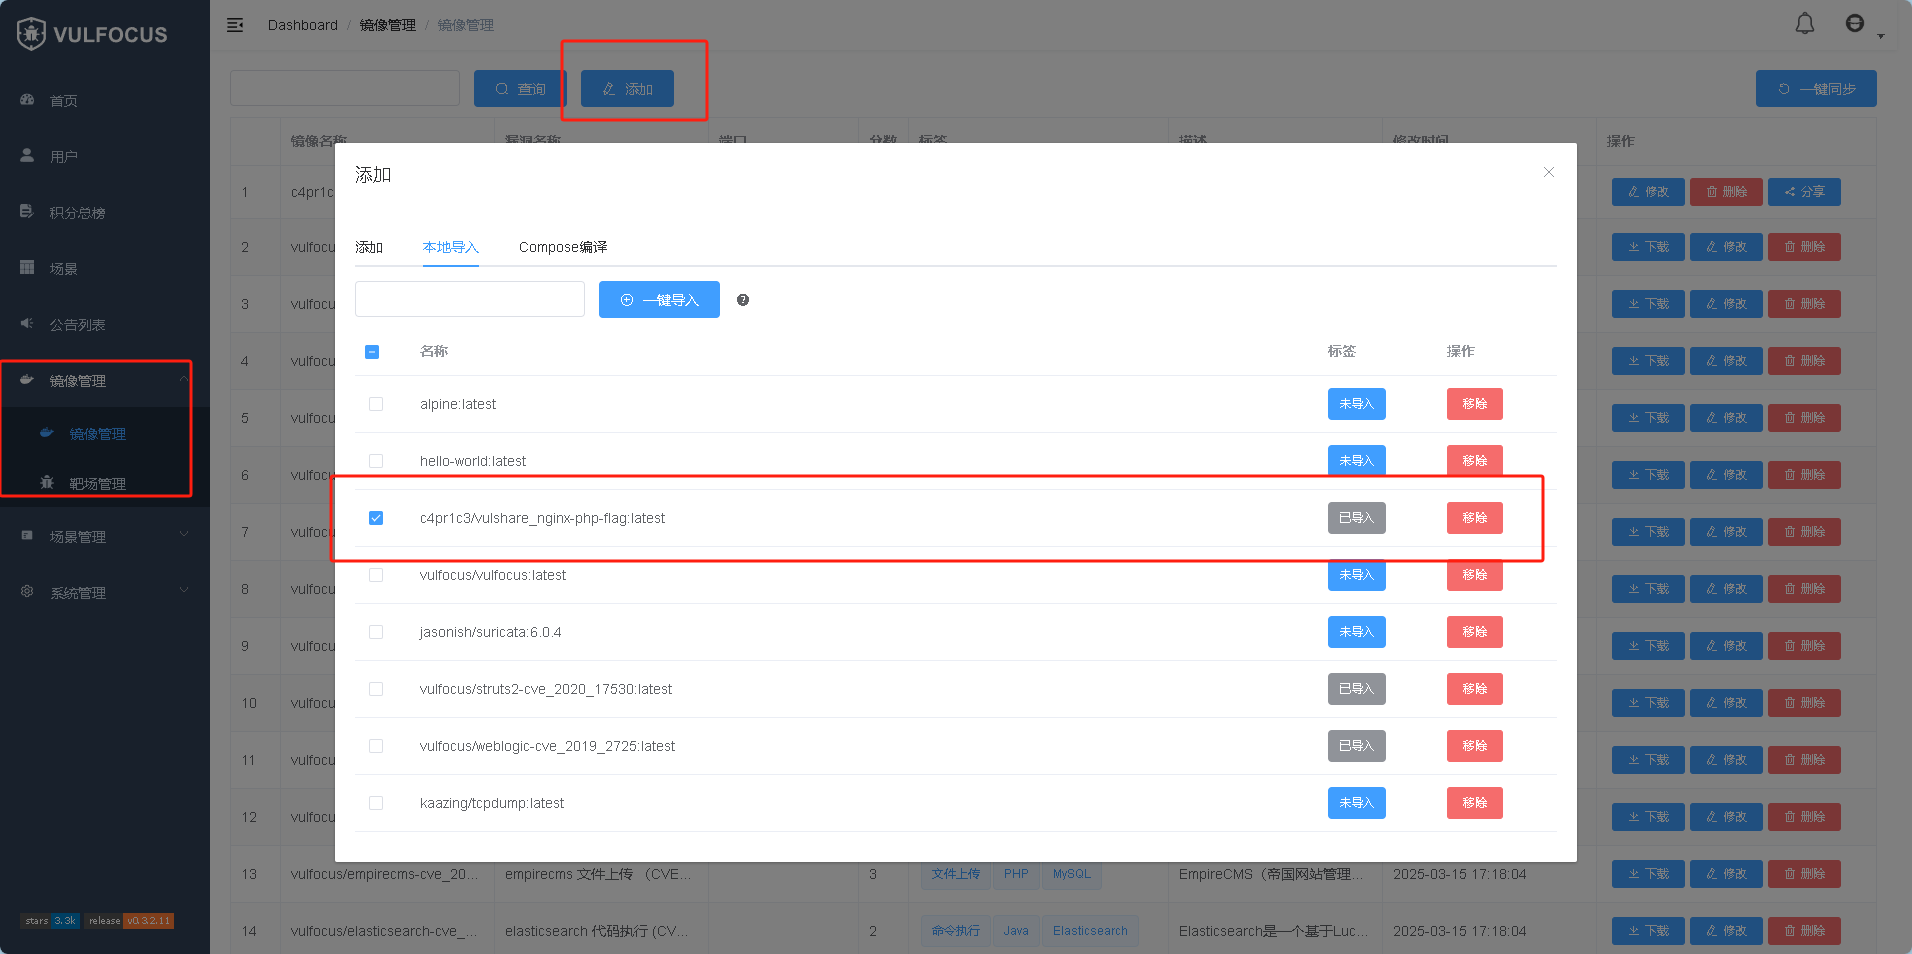 VULFOCUS
Dashboard / 镜像管理 / 镜像管理
首页
用户
积分总榜
场景
公告列表
镜像管理
镜像管理
靶场管理
场景管理
系统管理
stars 3.3k release v0.3.2.11
查询 添加 一键同步
镜像名称 漏洞名称 端口 分数 标签 描述 修改时间 操作
1 c4pr1c 修改 删除 分享
2 vulfocu 下载 修改 删除
3 vulfocu 下载 修改 删除
4 vulfocu 下载 修改 删除
5 vulfocu 下载 修改 删除
6 vulfocu 下载 修改 删除
7 vulfocu 下载 修改 删除
8 vulfocu 下载 修改 删除
9 vulfocu 下载 修改 删除
10 vulfocu 下载 修改 删除
11 vulfocu 下载 修改 删除
12 vulfocu 下载 修改 删除
13 vulfocus/empirecms-cve_20... empirecms 文件上传 （CVE... 3 文件上传 PHP MySQL EmpireCMS（帝国网站管理... 2025-03-15 17:18:04 下载 修改 删除
14 vulfocus/elasticsearch-cve_... elasticsearch 代码执行 (CV... 2 命令执行 Java Elasticsearch Elasticsearch是一个基于Luc... 2025-03-15 17:18:04 下载 修改 删除
添加
添加 本地导入 Compose编译
一键导入
名称 标签 操作
alpine:latest 未导入 移除
hello-world:latest 未导入 移除
c4pr1c3/vulshare_nginx-php-flag:latest 已导入 移除
vulfocus/vulfocus:latest 未导入 移除
jasonish/suricata:6.0.4 未导入 移除
vulfocus/struts2-cve_2020_17530:latest 已导入 移除
vulfocus/weblogic-cve_2019_2725:latest 已导入 移除
kaazing/tcpdump:latest 未导入 移除